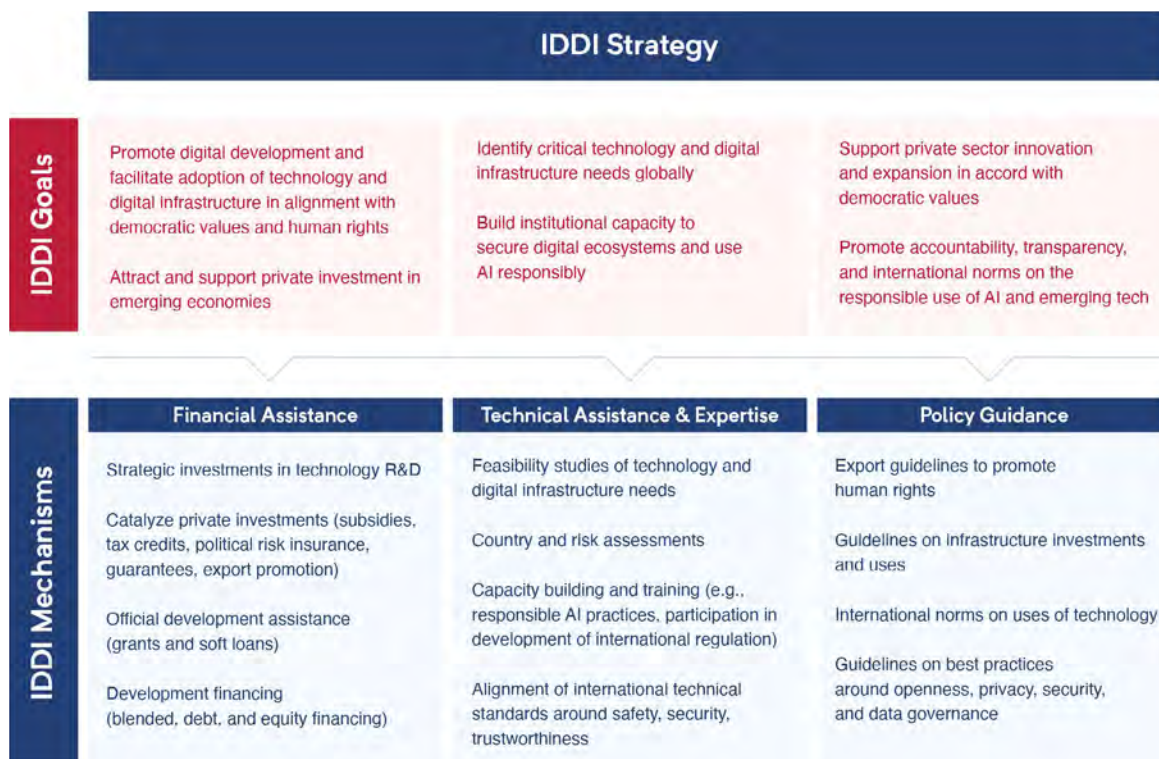 IDDI Strategy
IDDI Goals
Promote digital development and
facilitate adoption of technology and
digital infrastructure in alignment with
democratic values and human rights
Attract and support private investment in
emerging economies
Identify critical technology and digital
infrastructure needs globally
Build institutional capacity to
secure digital ecosystems and use
AI responsibly
Support private sector innovation
and expansion in accord with
democratic values
Promote accountability, transparency,
and international norms on the
responsible use of AI and emerging tech
IDDI Mechanisms
Financial Assistance
Strategic investments in technology R&D
Catalyze private investments (subsidies,
tax credits, political risk insurance,
guarantees, export promotion)
Official development assistance
(grants and soft loans)
Development financing
(blended, debt, and equity financing)
Technical Assistance & Expertise
Feasibility studies of technology and
digital infrastructure needs
Country and risk assessments
Capacity building and training (e.g.,
responsible AI practices, participation in
development of international regulation)
Alignment of international technical
standards around safety, security,
trustworthiness
Policy Guidance
Export guidelines to promote
human rights
Guidelines on infrastructure investments
and uses
International norms on uses of technology
Guidelines on best practices
around openness, privacy, security,
and data governance